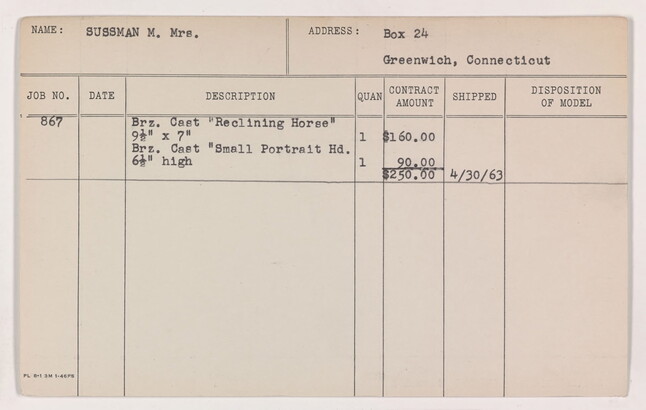 NAME: SUSSMAN M. Mrs. ADDRESS: Box 24
Greenwich, Connecticut
JOB NO. DATE DESCRIPTION QUAN CONTRACT AMOUNT SHIPPED DISPOSITION OF MODEL
867 Brz. Cast "Reclining Horse"
9½" x 7" 1 $160.00
Brz. Cast "Small Portrait Hd.
6½" high 1 90.00
$250.00 4/30/63